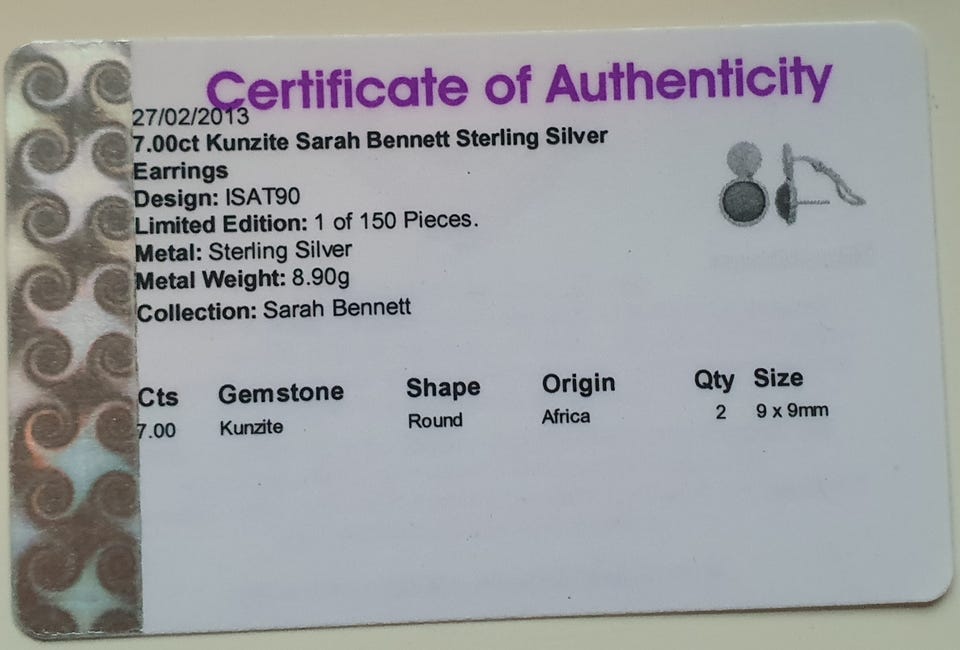 Certificate of Authenticity
27/02/2013
7.00ct Kunzite Sarah Bennett Sterling Silver
Earrings
Design: ISAT90
Limited Edition: 1 of 150 Pieces.
Metal: Sterling Silver
Metal Weight: 8.90g
Collection: Sarah Bennett
Cts Gemstone Shape Origin Qty Size
7.00 Kunzite Round Africa 2 9 x 9mm